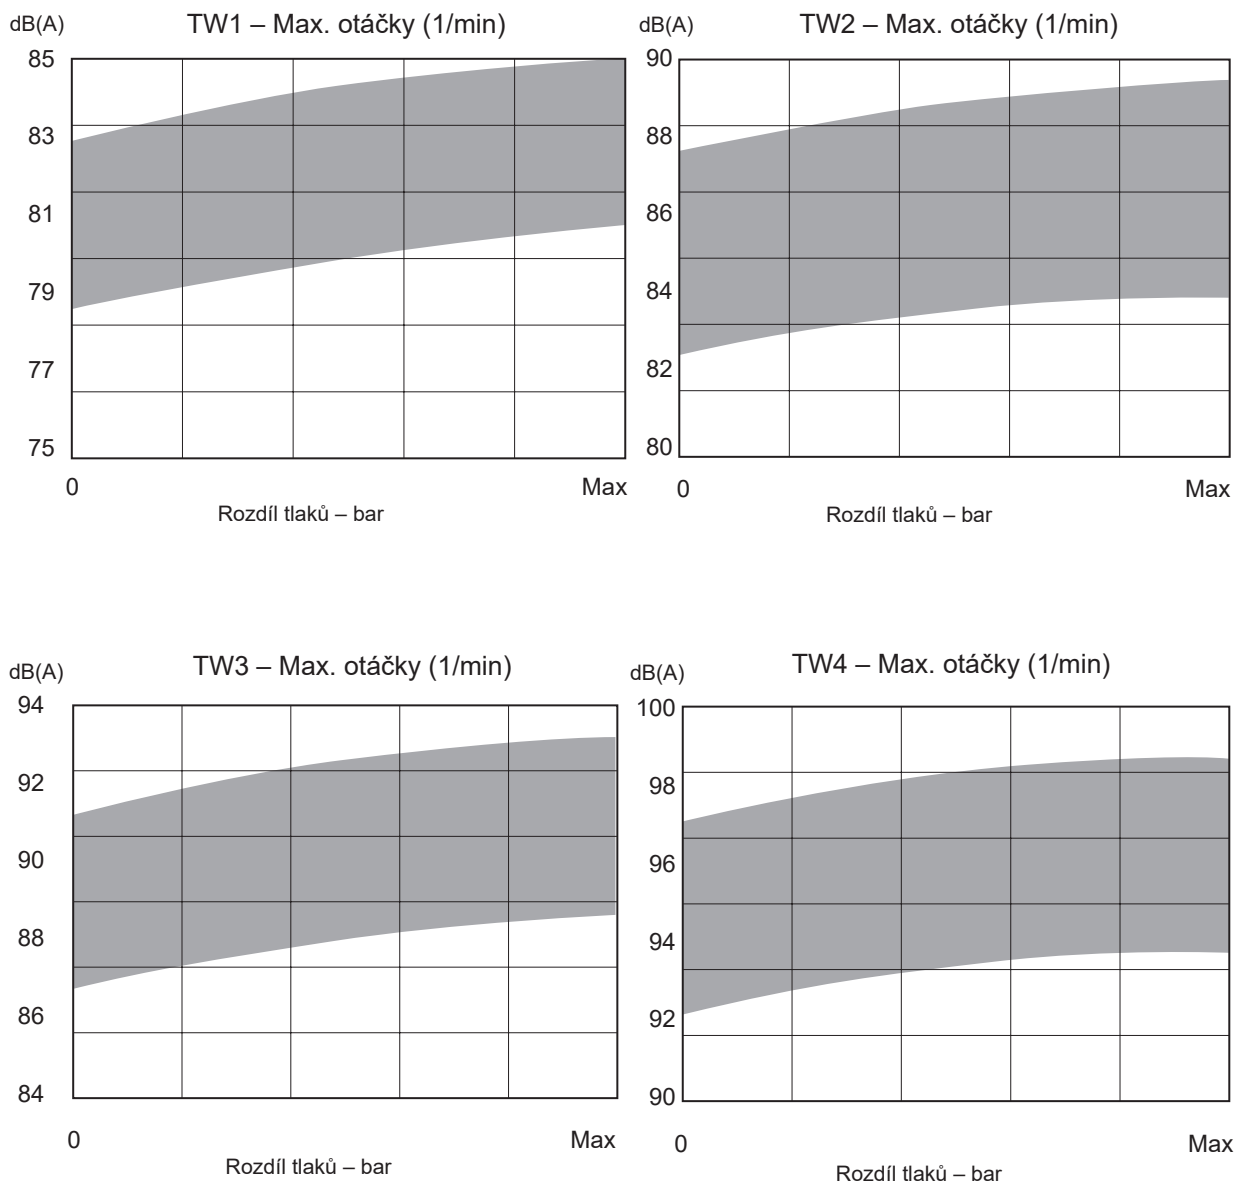 dB(A)
TW1 – Max. otáčky (1/min)
85
83
81
79
77
75
0
Max
Rozdíl tlaků – bar
dB(A)
TW2 – Max. otáčky (1/min)
90
88
86
84
82
80
0
Max
Rozdíl tlaků – bar
dB(A)
TW3 – Max. otáčky (1/min)
94
92
90
88
86
84
0
Max
Rozdíl tlaků – bar
dB(A)
TW4 – Max. otáčky (1/min)
100
98
96
94
92
90
0
Max
Rozdíl tlaků – bar